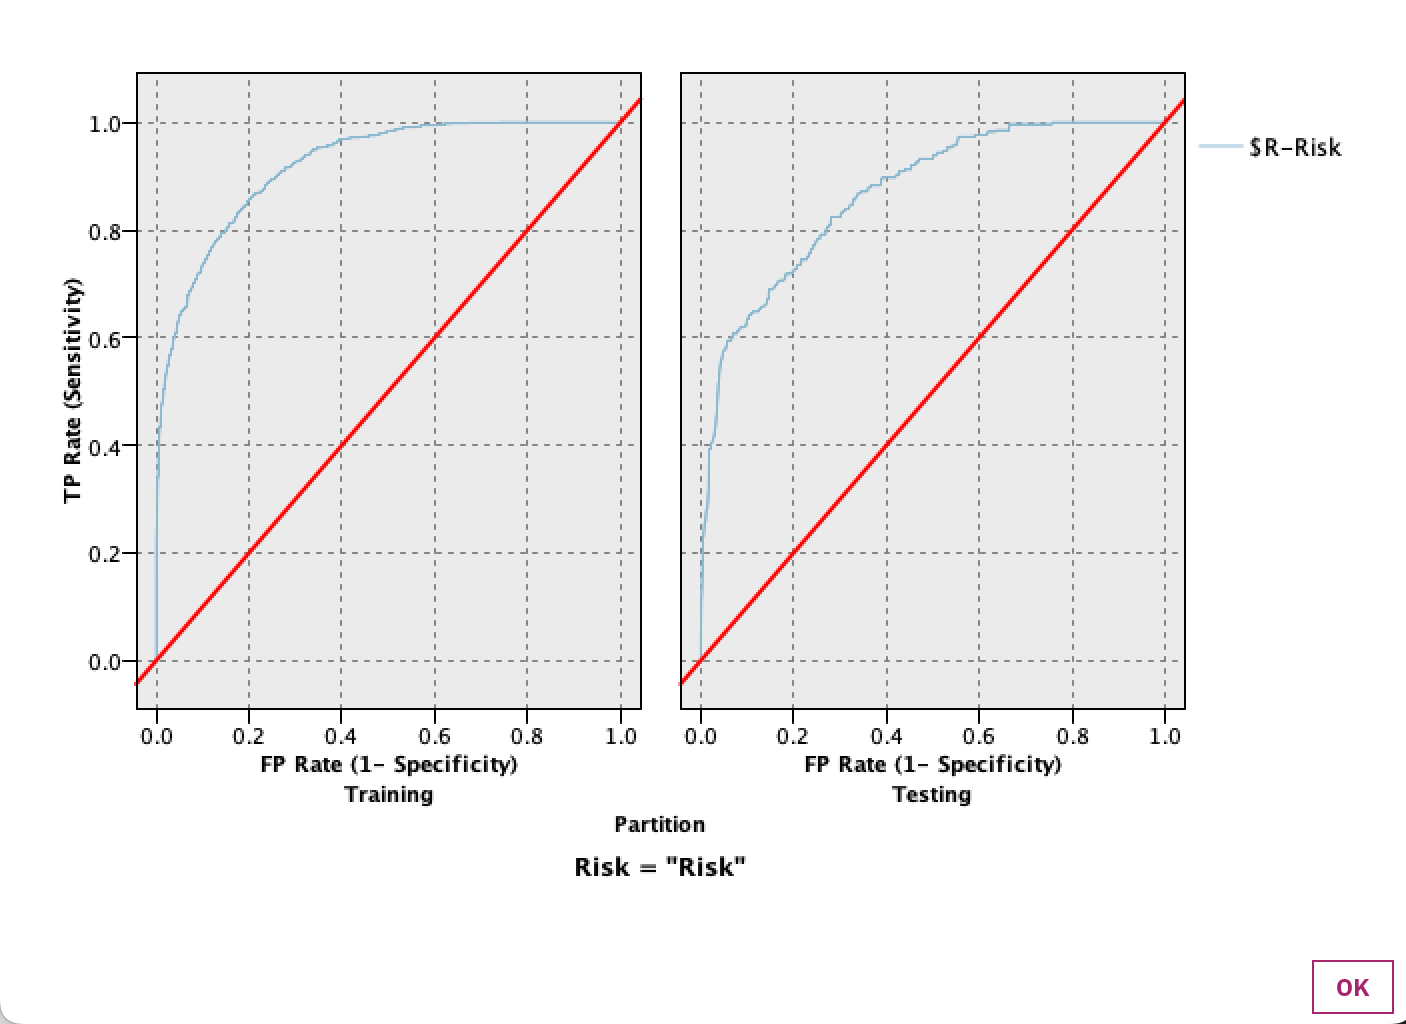 1.0
0.8
0.6
0.4
0.2
0.0
TP Rate (Sensitivity)
$R-Risk
0.0 0.2 0.4 0.6 0.8 1.0
0.0 0.2 0.4 0.6 0.8 1.0
FP Rate (1- Specificity)
FP Rate (1- Specificity)
Training
Testing
Partition
Risk = "Risk"
OK